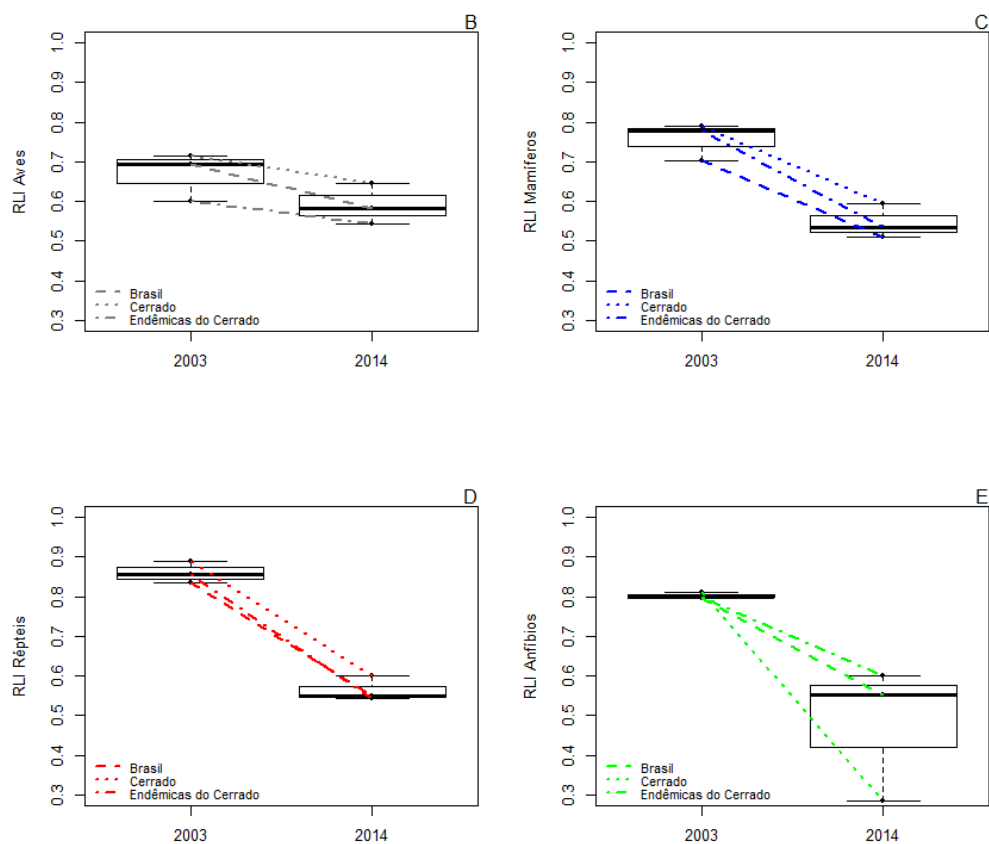 B
RLI Aves
1.0
0.9
0.8
0.7
0.6
0.5
0.4
0.3
Brasil
Cerrado
Endêmicas do Cerrado
2003 2014
C
RLI Mamíferos
1.0
0.9
0.8
0.7
0.6
0.5
0.4
0.3
Brasil
Cerrado
Endêmicas do Cerrado
2003 2014
D
RLI Répteis
1.0
0.9
0.8
0.7
0.6
0.5
0.4
0.3
Brasil
Cerrado
Endêmicas do Cerrado
2003 2014
E
RLI Anfíbios
1.0
0.9
0.8
0.7
0.6
0.5
0.4
0.3
Brasil
Cerrado
Endêmicas do Cerrado
2003 2014